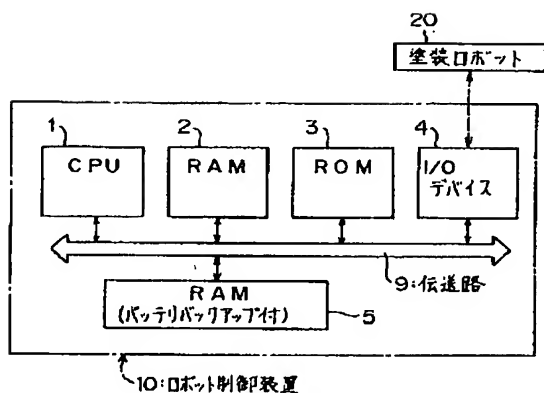 20
塗装ロボット
1
2
3
4
CPU
RAM
ROM
I/O
デバイス
9:伝送路
RAM
(バッテリバックアップ付)
5
10:ロボット制御装置